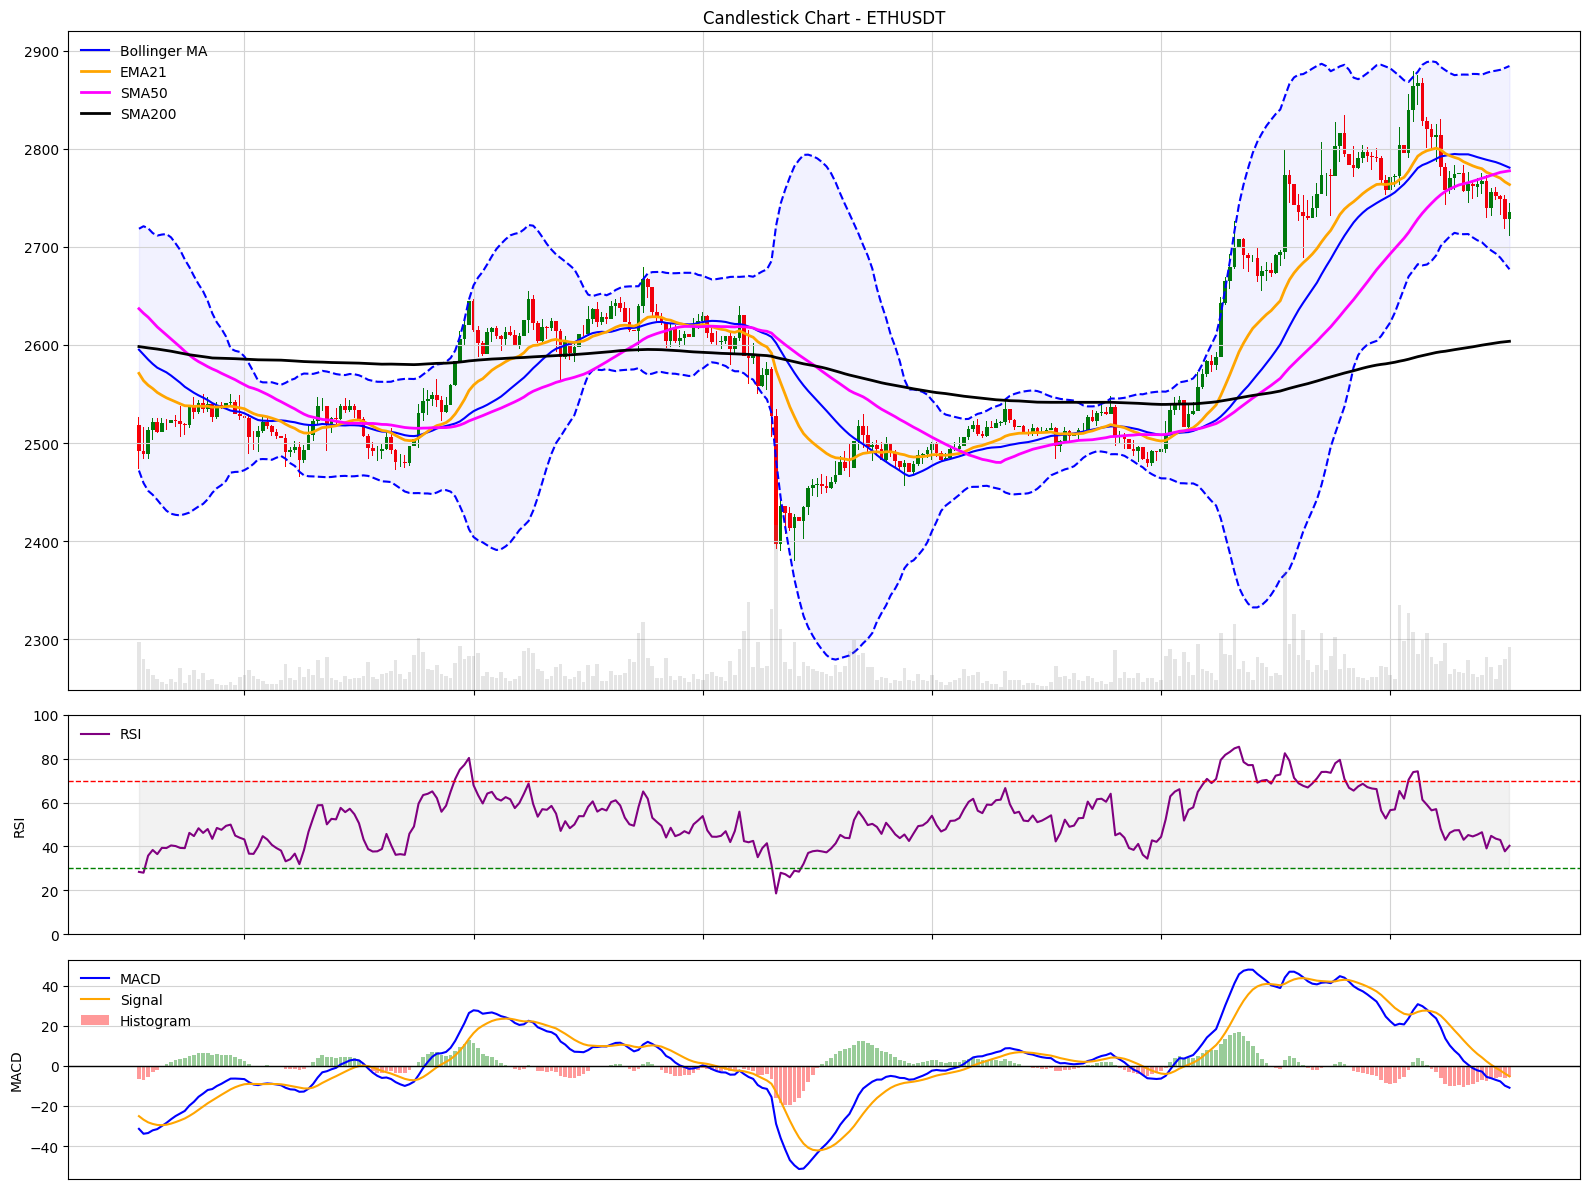 Candlestick Chart - ETHUSDT
2900
2800
2700
2600
2500
2400
2300
Bollinger MA
EMA21
SMA50
SMA200
100
80
60
40
20
0
RSI
RSI
40
20
0
−20
−40
MACD
MACD
Signal
Histogram